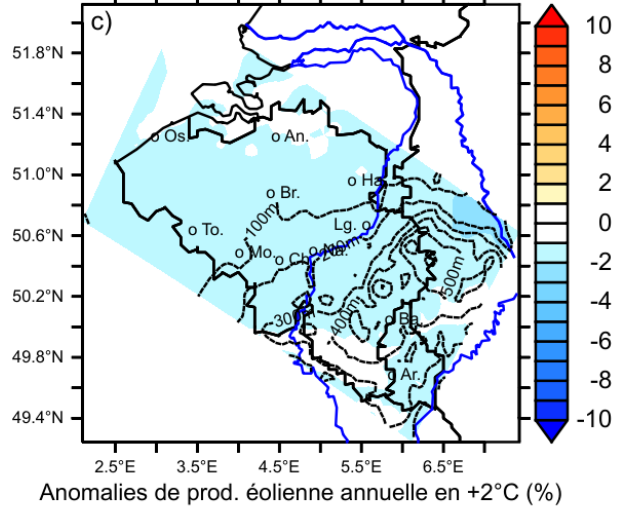 c)
51.8°N
51.4°N
51.0°N
50.6°N
50.2°N
49.8°N
49.4°N
Os.
An.
Ha.
Br.
100m
To.
Lg.
Mo.
Ch.
Na.
200m
500m
300m
400m
Ba.
Ar.
2.5°E 3.5°E 4.5°E 5.5°E 6.5°E
10
8
6
4
2
0
-2
-4
-6
-8
-10
Anomalies de prod. éolienne annuelle en +2°C (%)